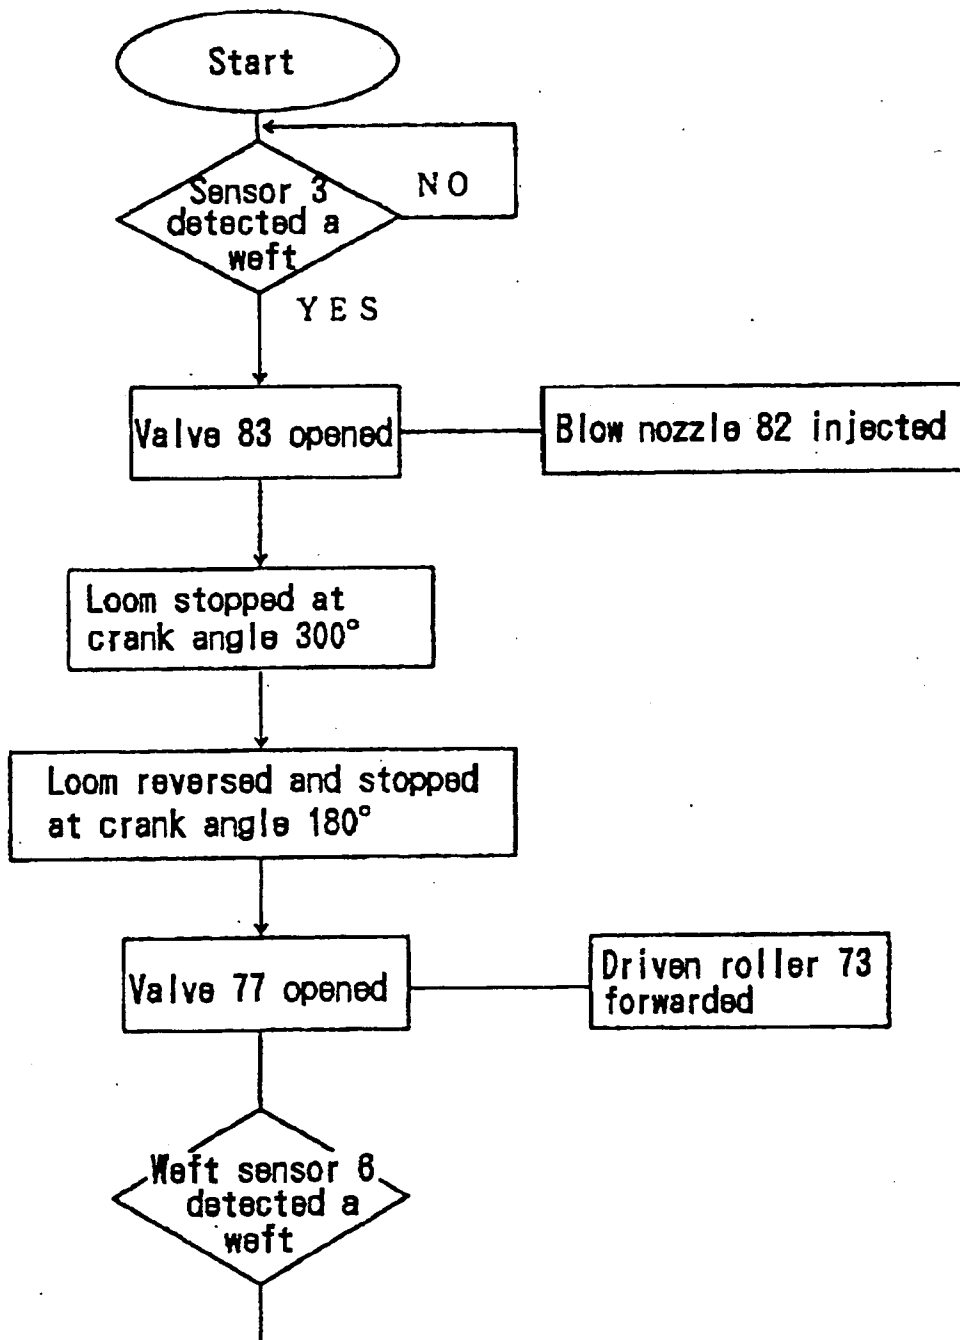 Start
NO
Sensor 3
detected a
weft
YES
Valve 83 opened
Blow nozzle 82 injected
Loom stopped at
crank angle 300°
Loom reversed and stopped
at crank angle 180°
Valve 77 opened
Driven roller 73
forwarded
Weft sensor 6
detected a
weft